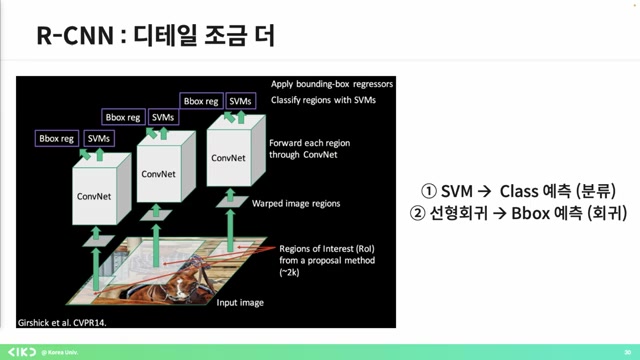 R-CNN : 디테일 조금 더
Apply bounding-box regressors
Bbox reg SVMs
Classify regions with SVMs
Bbox reg SVMs
Bbox reg SVMs
ConvNet
ConvNet
ConvNet
Forward each region
through ConvNet
Warped image regions
Regions of Interest (RoI)
from a proposal method
(~2k)
Input image
Girshick et al. CVPR14.
① SVM → Class 예측 (분류)
② 선형회귀 → Bbox 예측 (회귀)
@ Korea Univ.